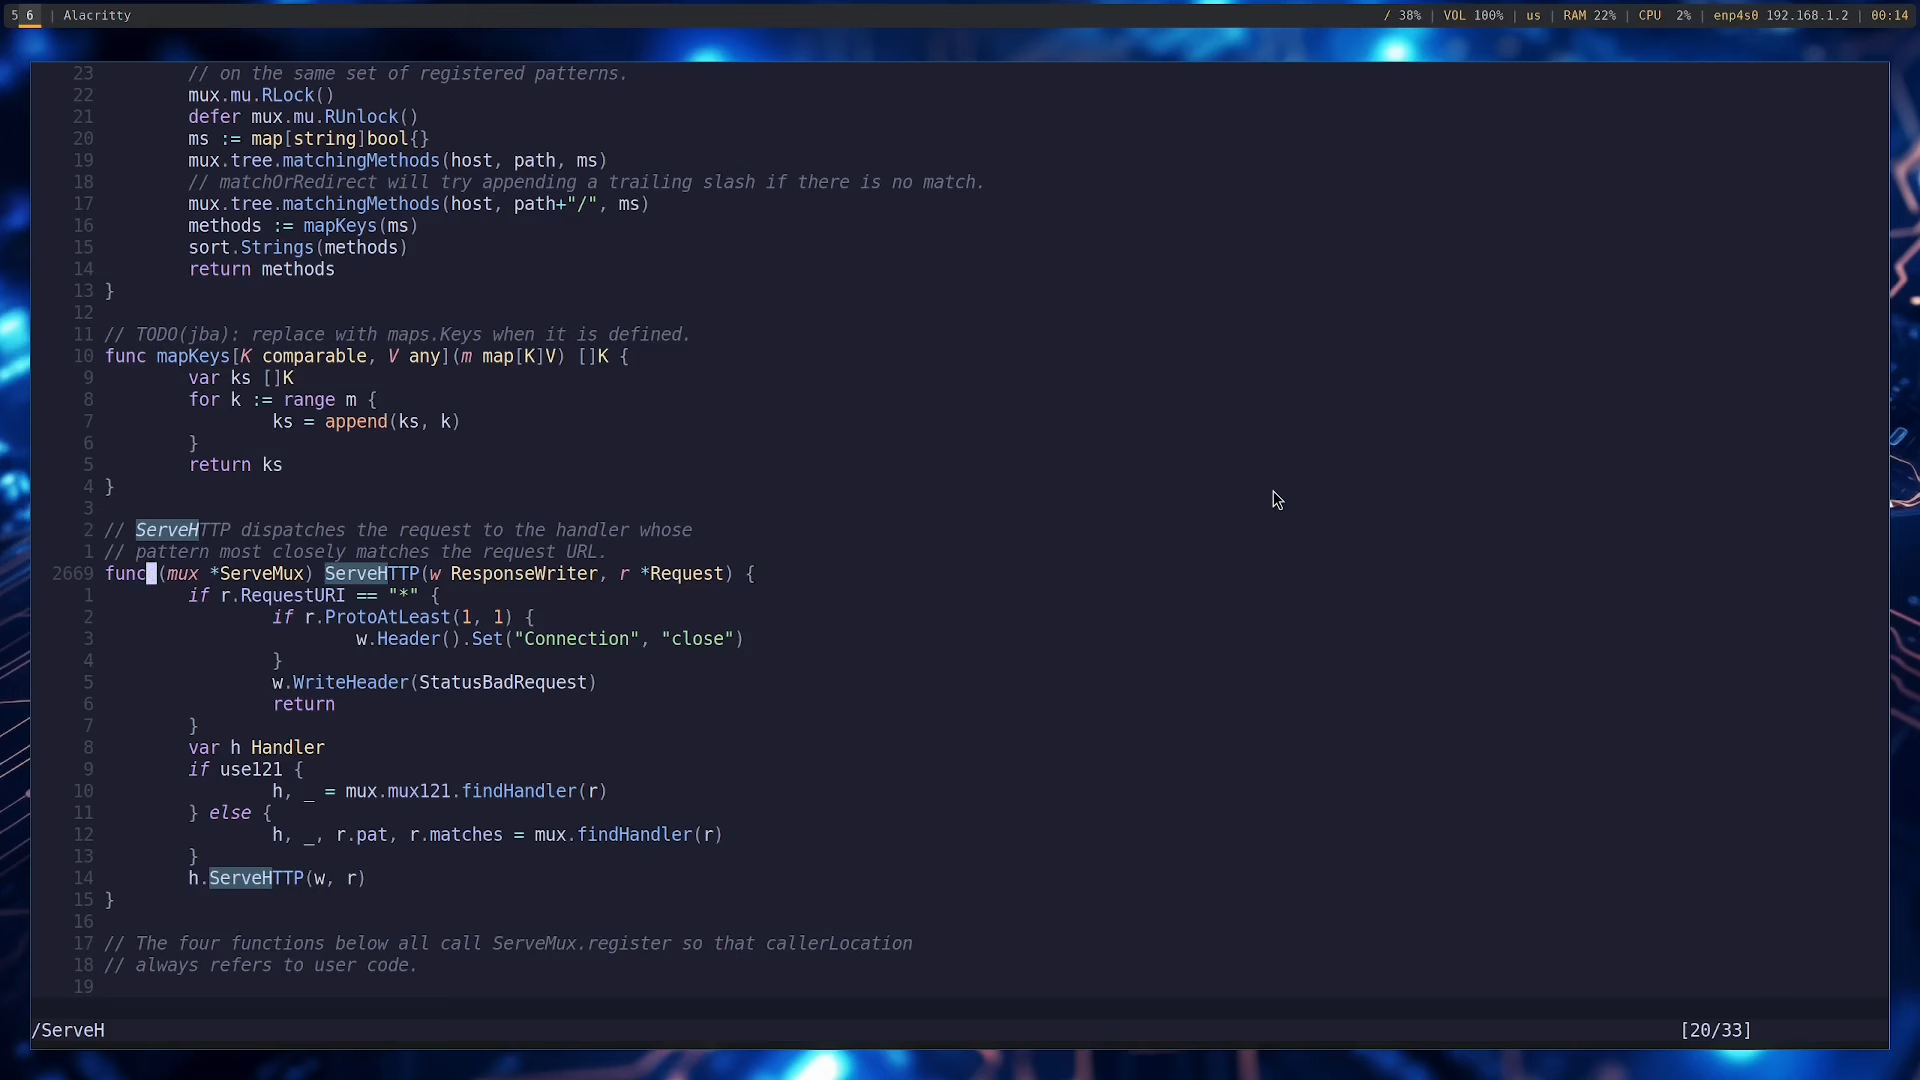 5 6 | Alacritty / 38% | VOL 100% | us | RAM 22% | CPU  2% | enp4s0 192.168.1.2 | 00:14
23         // on the same set of registered patterns.
22         mux.mu.RLock()
21         defer mux.mu.RUnlock()
20         ms := map[string]bool{}
19         mux.tree.matchingMethods(host, path, ms)
18         // matchOrRedirect will try appending a trailing slash if there is no match.
17         mux.tree.matchingMethods(host, path+"/", ms)
16         methods := mapKeys(ms)
15         sort.Strings(methods)
14         return methods
13 }
12
11 // TODO(jba): replace with maps.Keys when it is defined.
10 func mapKeys[K comparable, V any](m map[K]V) []K {
9         var ks []K
8         for k := range m {
7                 ks = append(ks, k)
6         }
5         return ks
4 }
3
2 // ServeHTTP dispatches the request to the handler whose
1 // pattern most closely matches the request URL.
2669 func (mux *ServeMux) ServeHTTP(w ResponseWriter, r *Request) {
1         if r.RequestURI == "*" {
2                 if r.ProtoAtLeast(1, 1) {
3                         w.Header().Set("Connection", "close")
4                 }
5                 w.WriteHeader(StatusBadRequest)
6                 return
7         }
8         var h Handler
9         if use121 {
10                 h, _ = mux.mux121.findHandler(r)
11         } else {
12                 h, _, r.pat, r.matches = mux.findHandler(r)
13         }
14         h.ServeHTTP(w, r)
15 }
16
17 // The four functions below all call ServeMux.register so that callerLocation
18 // always refers to user code.
19
/ServeH [20/33]